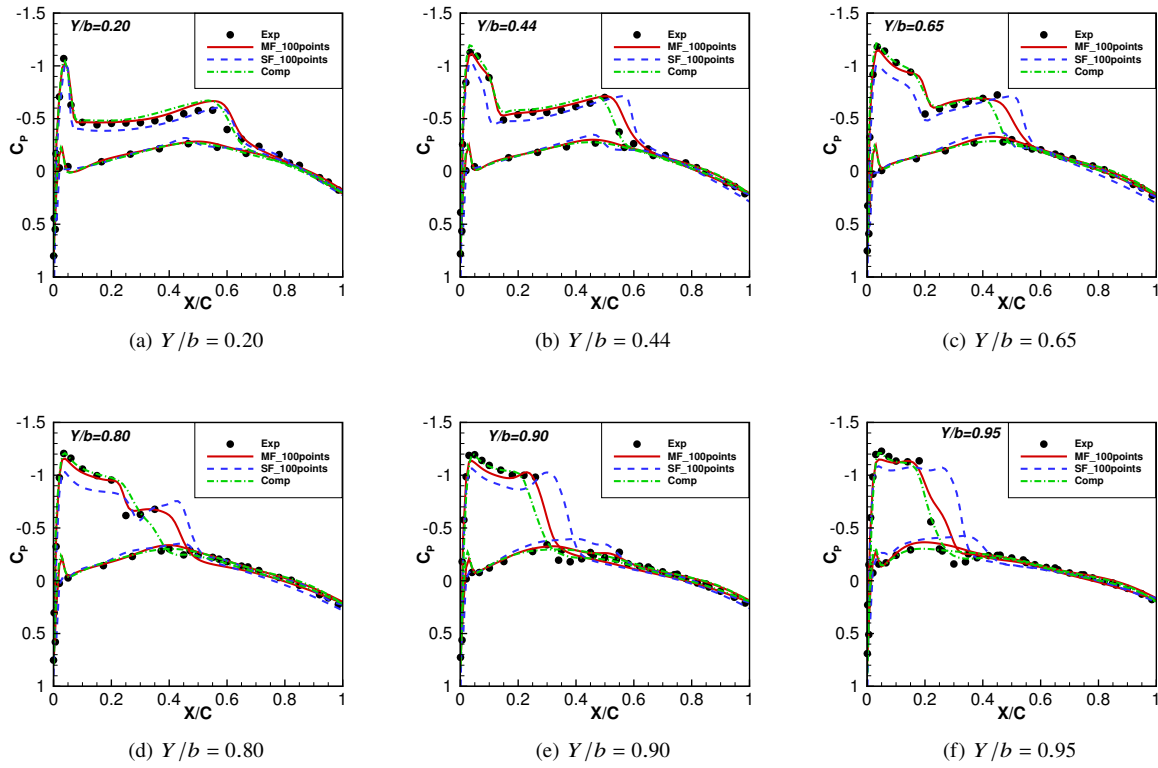 Y/b=0.20
Exp
MF_100points
SF_100points
Comp
-1.5
-1
-0.5
0
0.5
1
CP
0 0.2 0.4 0.6 0.8 1
X/C
(a) Y/b = 0.20
Y/b=0.44
Exp
MF_100points
SF_100points
Comp
-1.5
-1
-0.5
0
0.5
1
CP
0 0.2 0.4 0.6 0.8 1
X/C
(b) Y/b = 0.44
Y/b=0.65
Exp
MF_100points
SF_100points
Comp
-1.5
-1
-0.5
0
0.5
1
CP
0 0.2 0.4 0.6 0.8 1
X/C
(c) Y/b = 0.65
Y/b=0.80
Exp
MF_100points
SF_100points
Comp
-1.5
-1
-0.5
0
0.5
1
CP
0 0.2 0.4 0.6 0.8 1
X/C
(d) Y/b = 0.80
Y/b=0.90
Exp
MF_100points
SF_100points
Comp
-1.5
-1
-0.5
0
0.5
1
CP
0 0.2 0.4 0.6 0.8 1
X/C
(e) Y/b = 0.90
Y/b=0.95
Exp
MF_100points
SF_100points
Comp
-1.5
-1
-0.5
0
0.5
1
CP
0 0.2 0.4 0.6 0.8 1
X/C
(f) Y/b = 0.95